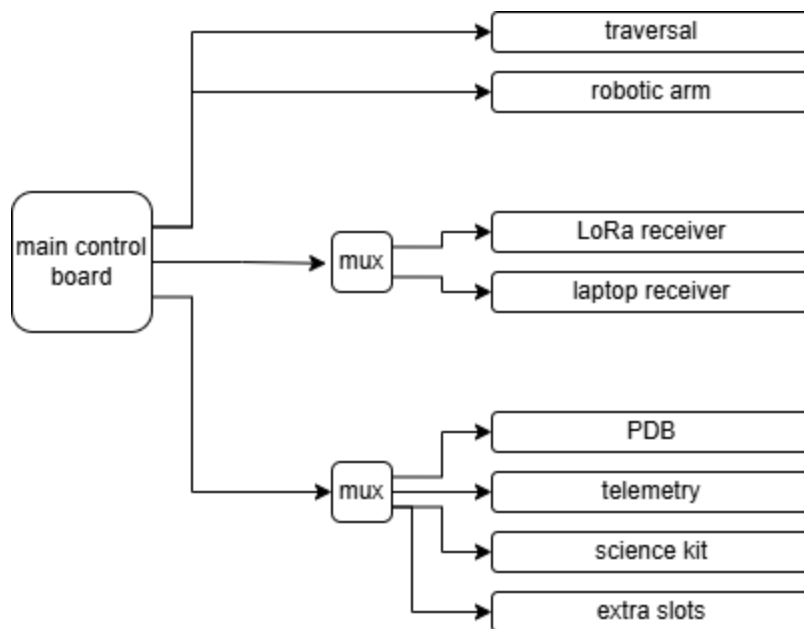 traversal
robotic arm
main control
board
mux
LoRa receiver
laptop receiver
mux
PDB
telemetry
science kit
extra slots